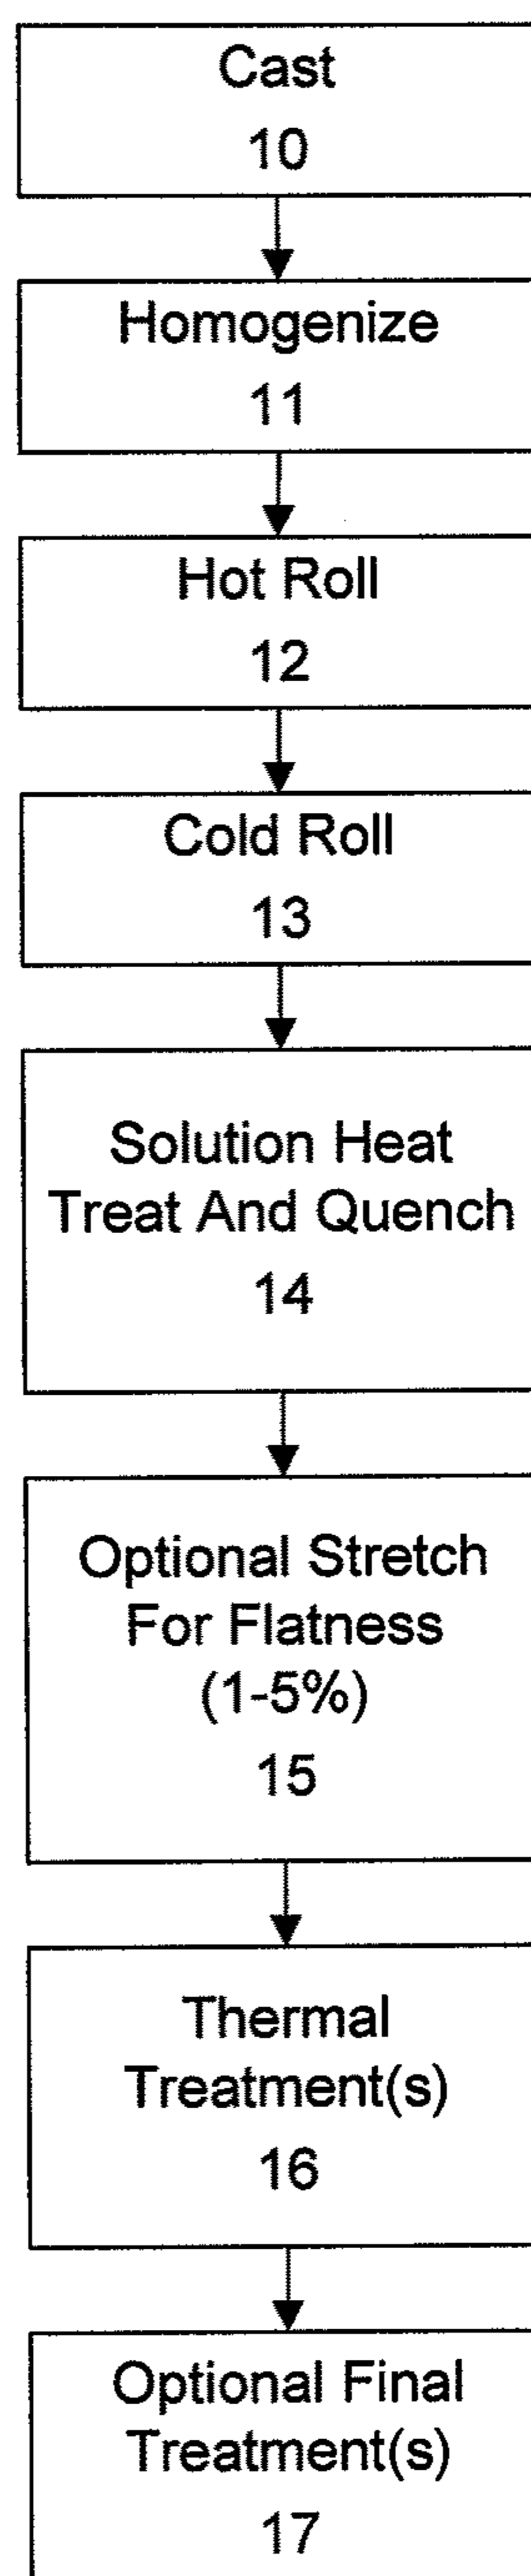 Cast
10
Homogenize
11
Hot Roll
12
Cold Roll
13
Solution Heat
Treat And Quench
14
Optional Stretch
For Flatness
(1-5%)
15
Thermal
Treatment(s)
16
Optional Final
Treatment(s)
17